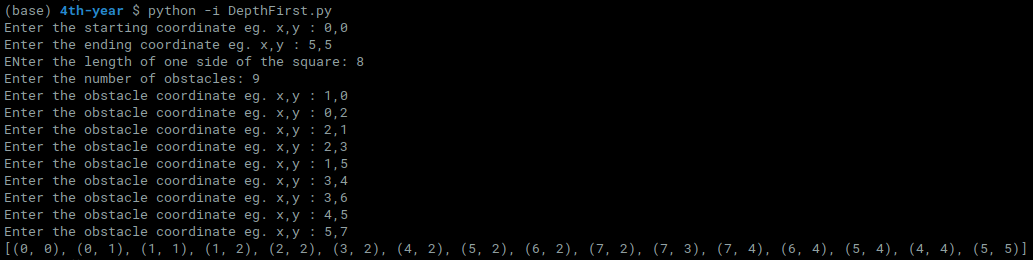 (base) 4th-year $ python -i DepthFirst.py
Enter the starting coordinate eg. x,y : 0,0
Enter the ending coordinate eg. x,y : 5,5
ENter the length of one side of the square: 8
Enter the number of obstacles: 9
Enter the obstacle coordinate eg. x,y : 1,0
Enter the obstacle coordinate eg. x,y : 0,2
Enter the obstacle coordinate eg. x,y : 2,1
Enter the obstacle coordinate eg. x,y : 2,3
Enter the obstacle coordinate eg. x,y : 1,5
Enter the obstacle coordinate eg. x,y : 3,4
Enter the obstacle coordinate eg. x,y : 3,6
Enter the obstacle coordinate eg. x,y : 4,5
Enter the obstacle coordinate eg. x,y : 5,7
[(0, 0), (0, 1), (1, 1), (1, 2), (2, 2), (3, 2), (4, 2), (5, 2), (6, 2), (7, 2), (7, 3), (7, 4), (6, 4), (5, 4), (4, 4), (5, 5)]